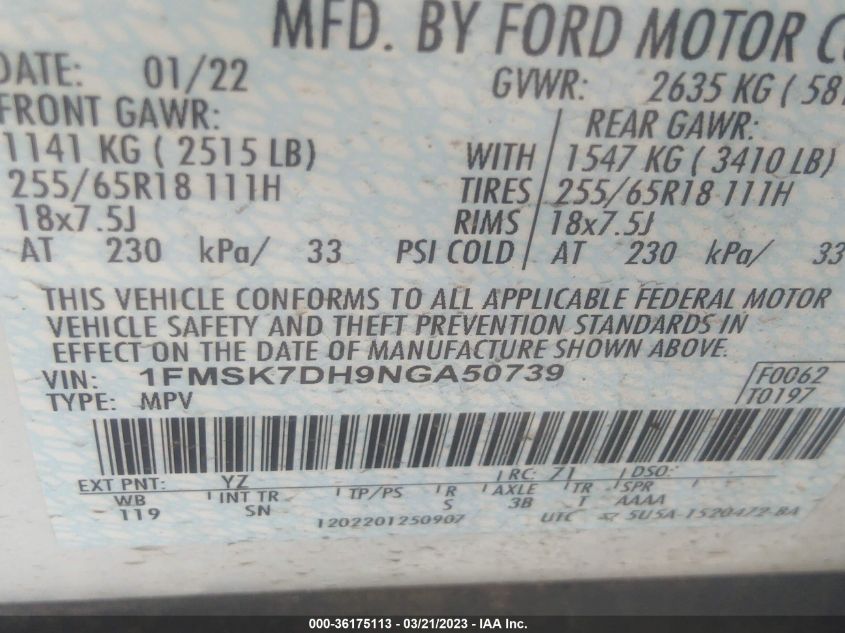 MFD. BY FORD MOTOR
DATE: 01/22 GVWR: 2635 KG (
FRONT GAWR: REAR GAWR:
1141 KG ( 2515 LB) WITH 1547 KG ( 3410 LB)
255/65R18 111H TIRES 255/65R18 111H
18x7.5J RIMS 18x7.5J
AT 230 kPa/ 33 PSI COLD AT 230 kPa/ 33
THIS VEHICLE CONFORMS TO ALL APPLICABLE FEDERAL MOTOR
VEHICLE SAFETY AND THEFT PREVENTION STANDARDS IN
EFFECT ON THE DATE OF MANUFACTURE SHOWN ABOVE.
VIN: 1FMSK7DH9NGA50739 F0062
TYPE: MPV T0197
EXT PNT: YZ RC: 71 DSO:
WB INT TR TP/PS R AXLE TR SPR
119 SN S 3B T AAAA
1202201250907 UTC 5U5A-1520472-BA
000-36175113 - 03/21/2023 - IAA Inc.